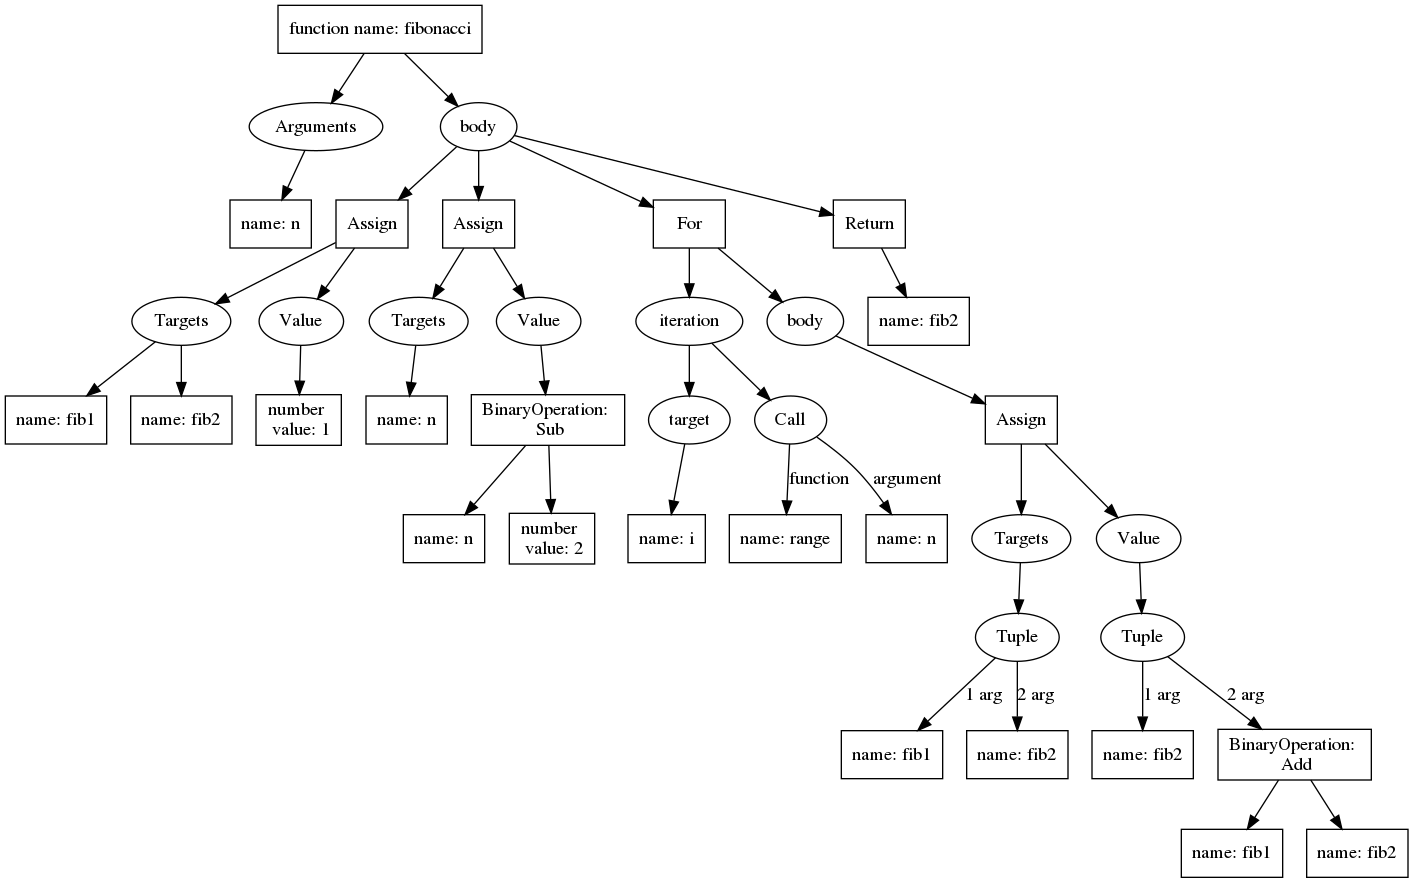 function name: fibonacci
Arguments
body
name: n
Assign
Assign
For
Return
Targets
Value
Targets
Value
iteration
body
name: fib2
name: fib1
name: fib2
number
value: 1
name: n
BinaryOperation:
Sub
target
Call
Assign
function
argument
name: n
number
value: 2
name: i
name: range
name: n
Targets
Value
Tuple
Tuple
1 arg
2 arg
1 arg
2 arg
name: fib1
name: fib2
name: fib2
BinaryOperation:
Add
name: fib1
name: fib2